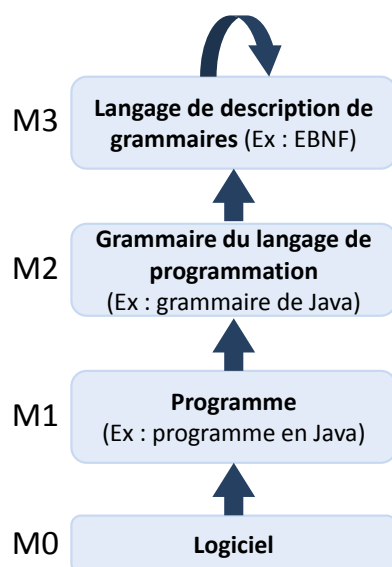 M3
Langage de description de
grammaires (Ex : EBNF)
M2
Grammaire du langage de
programmation
(Ex : grammaire de Java)
M1
Programme
(Ex : programme en Java)
M0
Logiciel